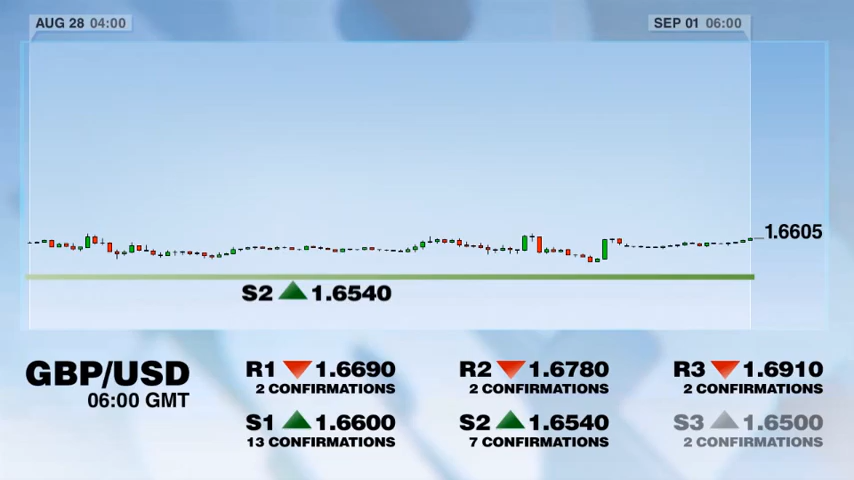 AUG 28 04:00
SEP 01 06:00
1.6605
S2 1.6540
GBP/USD
06:00 GMT
R1 1.6690
2 CONFIRMATIONS
R2 1.6780
2 CONFIRMATIONS
R3 1.6910
2 CONFIRMATIONS
S1 1.6600
13 CONFIRMATIONS
S2 1.6540
7 CONFIRMATIONS
S3 1.6500
2 CONFIRMATIONS